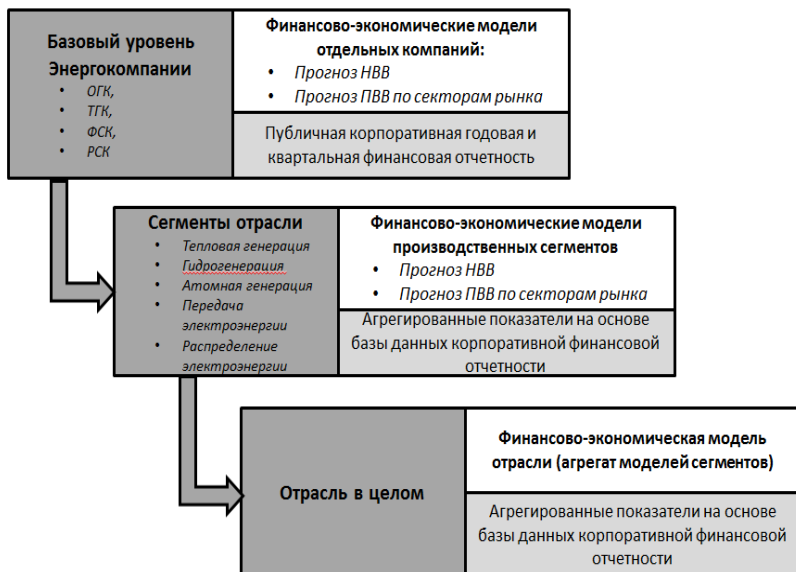 Базовый уровень
Энергокомпании
• ОГК,
• ТГК,
• ФСК,
• РСК
Финансово-экономические модели
отдельных компаний:
• Прогноз НВВ
• Прогноз ПВВ по секторам рынка
Публичная корпоративная годовая и
квартальная финансовая отчетность
Сегменты отрасли
• Тепловая генерация
• Гидрогенерация
• Атомная генерация
• Передача
электроэнергии
• Распределение
электроэнергии
Финансово-экономические модели
производственных сегментов
• Прогноз НВВ
• Прогноз ПВВ по секторам рынка
Агрегированные показатели на основе
базы данных корпоративной финансовой
отчетности
Отрасль в целом
Финансово-экономическая модель
отрасли (агрегат моделей сегментов)
Агрегированные показатели на основе
базы данных корпоративной финансовой
отчетности